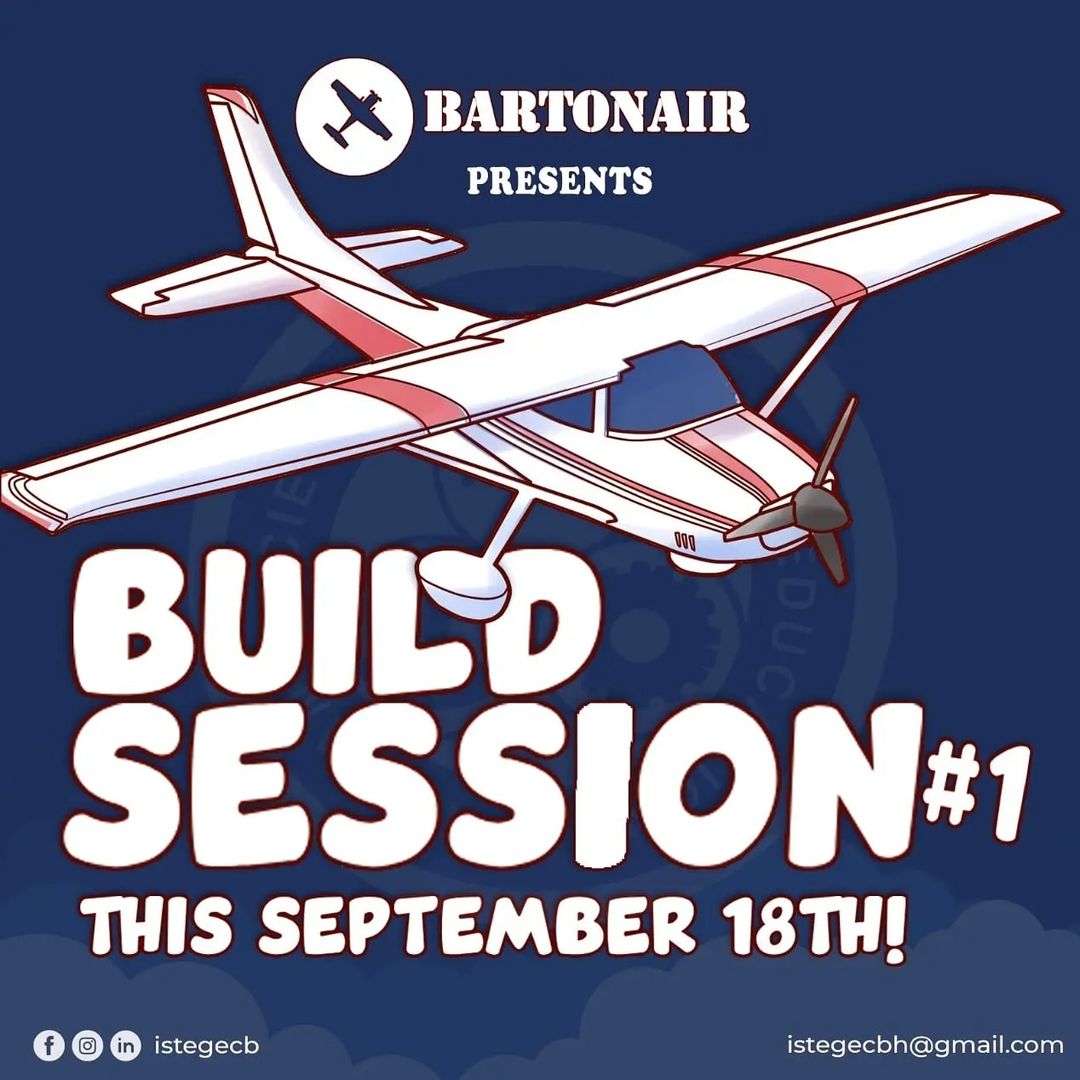 BARTONAIR
PRESENTS
BUILD
SESSION #1
THIS SEPTEMBER 18TH!
istegecb
istegecbh@gmail.com